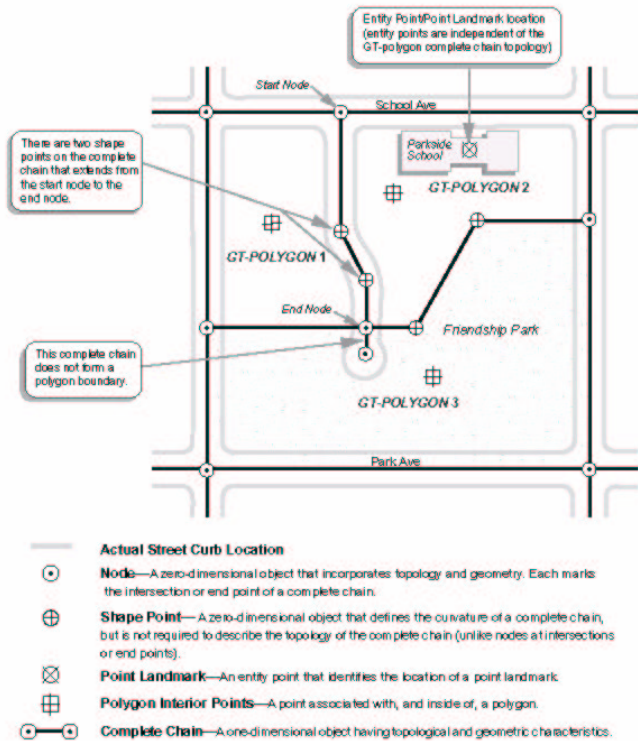 Entity Point/Point Landmark location
(entity points are independent of the
GT-polygon complete chain topology)
Start Node
School Ave
There are two shape
points on the complete
chain that extends from
the start node to the
end node.
Parkside
School
GT-POLYGON 2
GT-POLYGON 1
End Node
Friendship Park
This complete chain
does not form a
polygon boundary.
GT-POLYGON 3
Park Ave
Actual Street Curb Location
Node—A zero-dimensional object that incorporates topology and geometry. Each marks
the intersection or end point of a complete chain.
Shape Point— A zero-dimensional object that defines the curvature of a complete chain,
but is not required to describe the topology of the complete chain (unlike nodes at intersections
or end points).
Point Landmark—An entity point that identifies the location of a point landmark.
Polygon Interior Points—A point associated with, and inside of, a polygon.
Complete Chain—A one-dimensional object having topological and geometric characteristics.